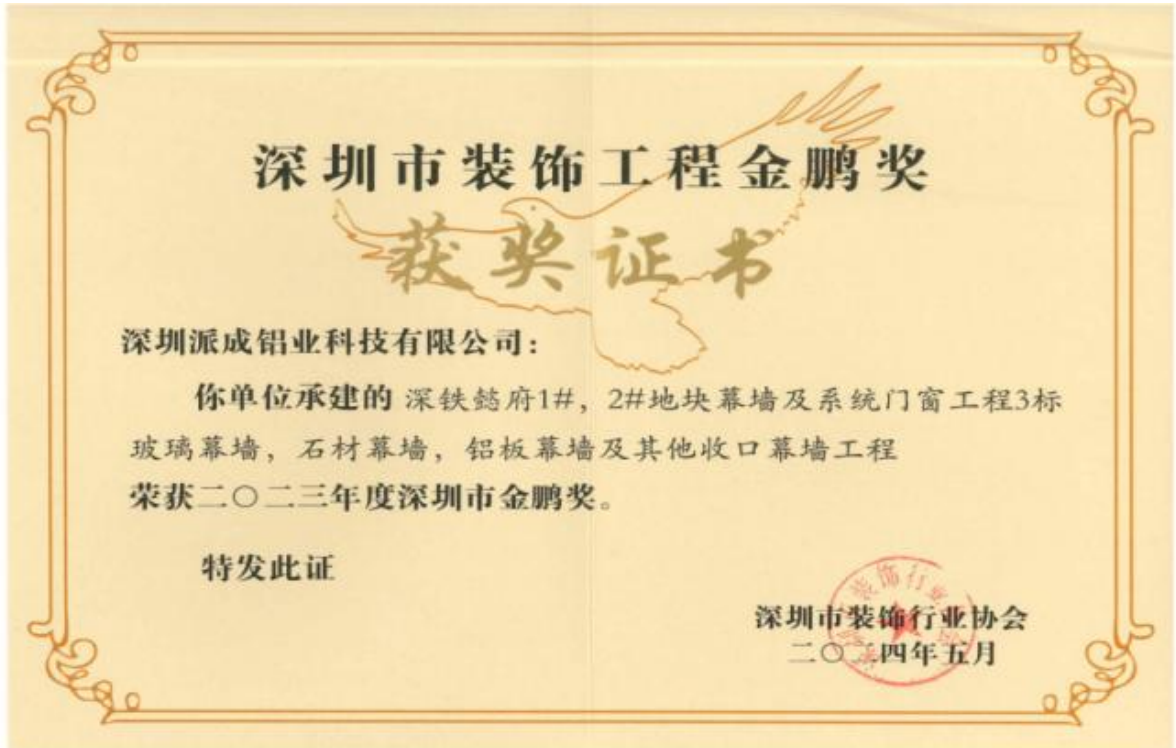 深圳市装饰工程金鹏奖
获奖证书
深圳派成铝业科技有限公司：
你单位承建的 深铁懿府1#，2#地块幕墙及系统门窗工程3标
玻璃幕墙，石材幕墙，铝板幕墙及其他收口幕墙工程
荣获二〇二三年度深圳市金鹏奖。
特发此证
深圳市装饰行业协会
二〇二四年五月